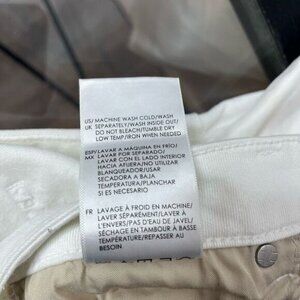 US/ MACHINE WASH COLD/WASH
UK SEPARATELY/WASH INSIDE OUT/
DO NOT BLEACH/TUMBLE DRY
LOW TEMP/IRON WHEN NEEDED
ESP/ LAVAR A MÁQUINA EN FRÍO/
MX LAVAR POR SEPARADO/
LAVAR CON EL LADO INTERIOR
HACIA AFUERA/NO UTILIZAR
BLANQUEADOR/USAR
SECADORA A BAJA
TEMPERATURA/PLANCHAR
SI ES NECESARIO
FR LAVAGE À FROID EN MACHINE/
LAVER SÉPARÉMENT/LAVER À
L'ENVERS/PAS D'EAU DE JAVEL/
SÉCHAGE EN TAMBOUR À BASSE
TEMPÉRATURE/REPASSER AU
BESOIN